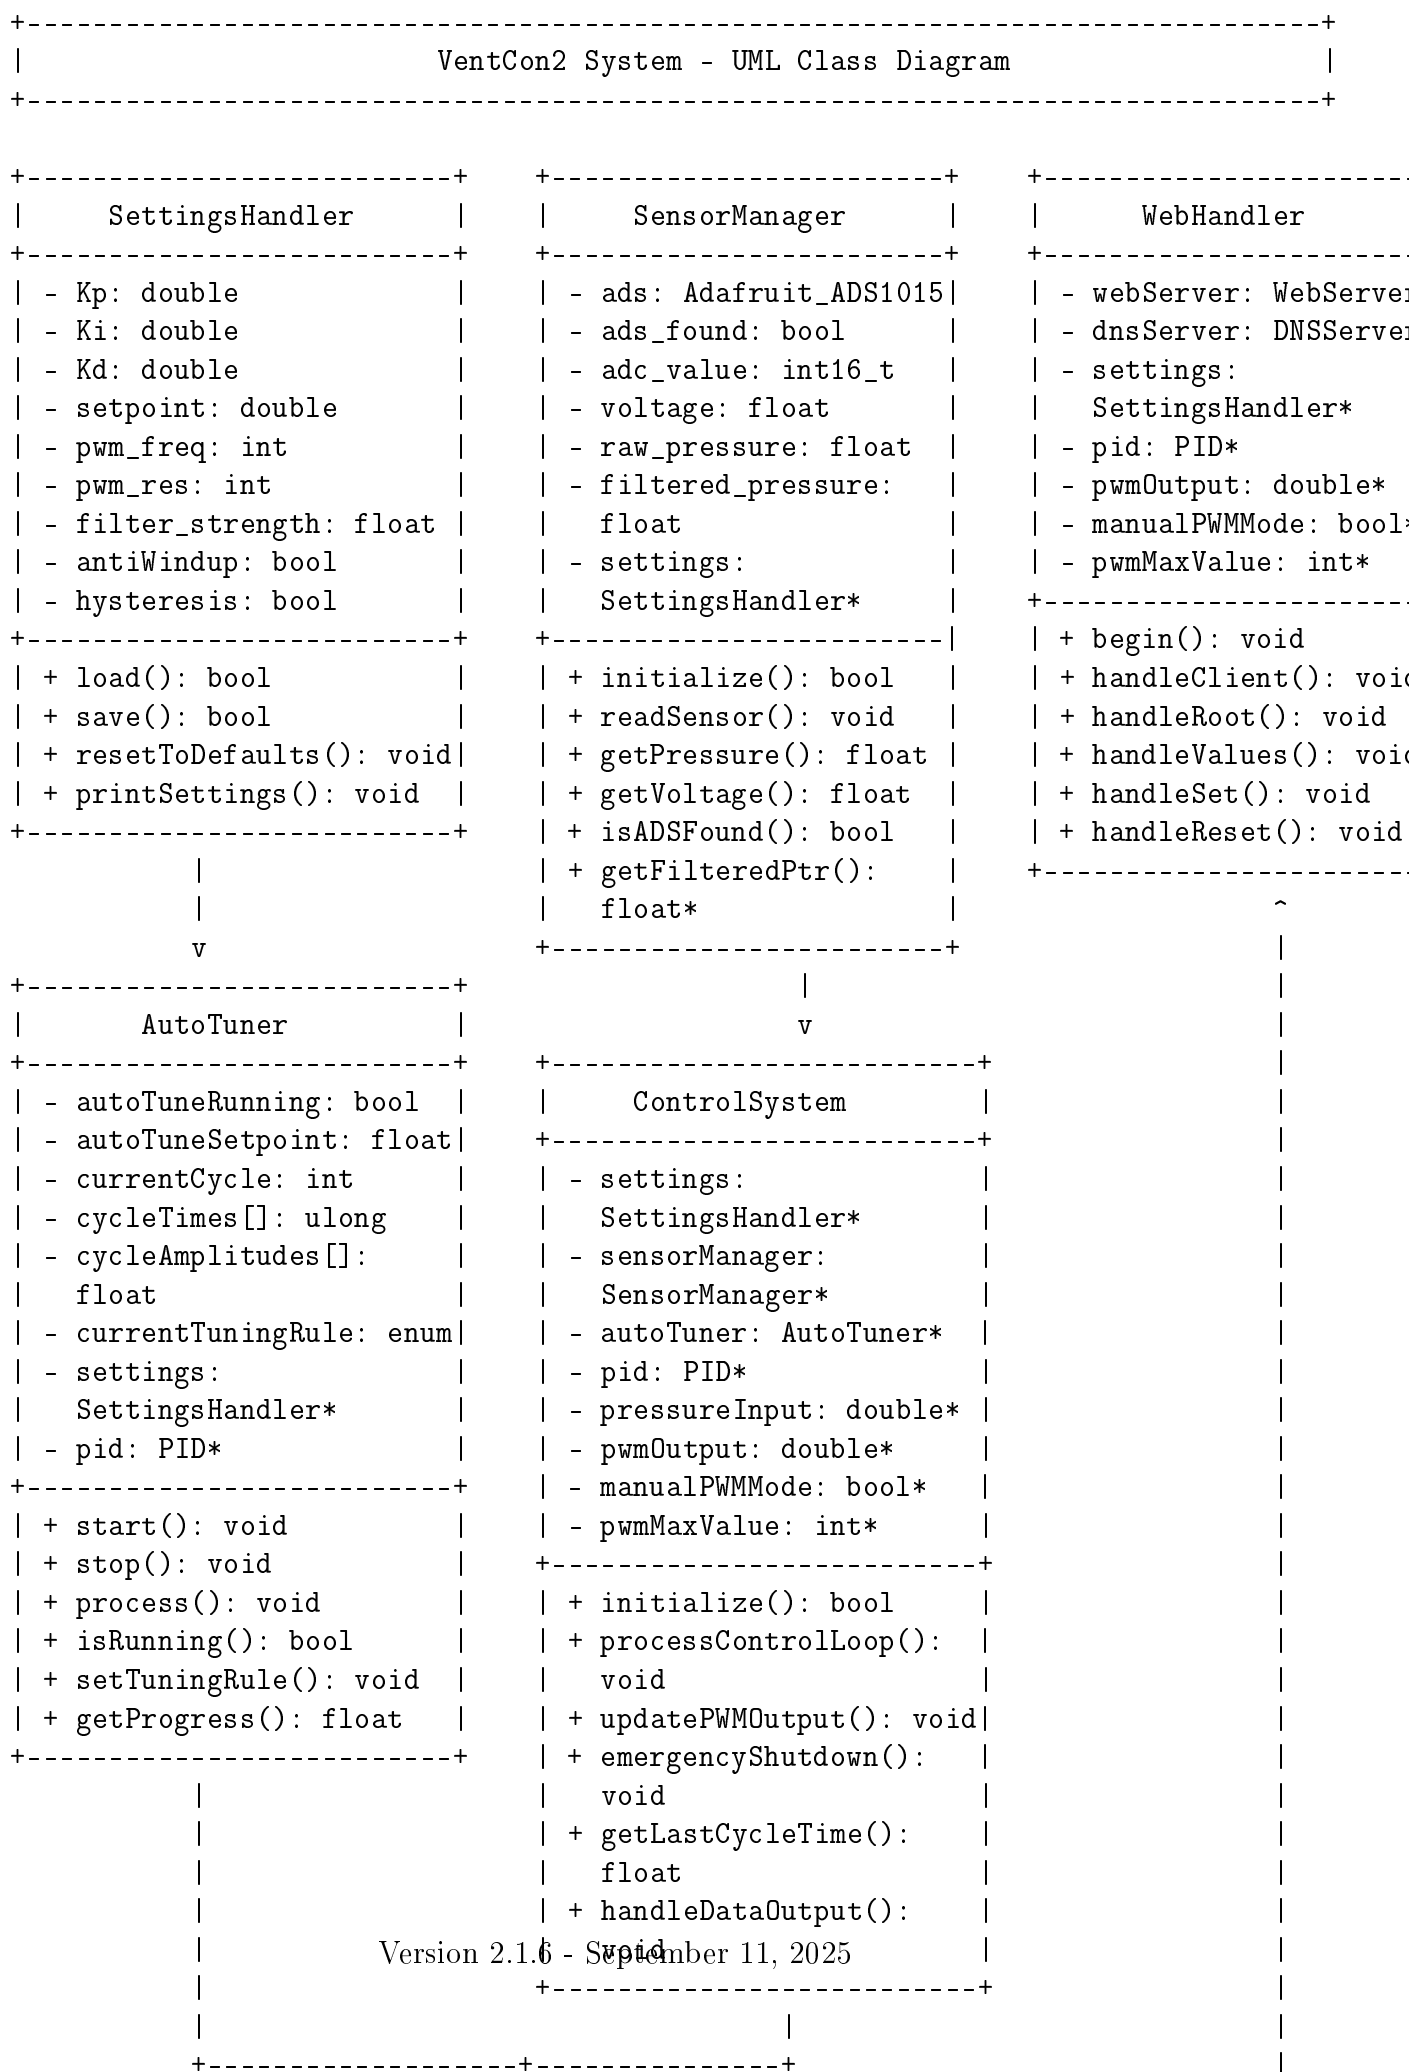 +-------------------------------------------------------------------------------+
|                         VentCon2 System - UML Class Diagram                   |
+-------------------------------------------------------------------------------+

+--------------------------+    +------------------------+    +-----------------------
|     SettingsHandler      |    |     SensorManager      |    |      WebHandler
+--------------------------+    +------------------------+    +-----------------------
| - Kp: double             |    | - ads: Adafruit_ADS1015|    | - webServer: WebServer
| - Ki: double             |    | - ads_found: bool      |    | - dnsServer: DNSServer
| - Kd: double             |    | - adc_value: int16_t   |    | - settings:
| - setpoint: double       |    | - voltage: float       |    |   SettingsHandler*
| - pwm_freq: int          |    | - raw_pressure: float  |    | - pid: PID*
| - pwm_res: int           |    | - filtered_pressure:   |    | - pwmOutput: double*
| - filter_strength: float |    |   float                |    | - manualPWMMode: bool*
| - antiWindup: bool       |    | - settings:            |    | - pwmMaxValue: int*
| - hysteresis: bool       |    |   SettingsHandler*     |    +-----------------------
+--------------------------+    +------------------------|    | + begin(): void
| + load(): bool           |    | + initialize(): bool   |    | + handleClient(): void
| + save(): bool           |    | + readSensor(): void   |    | + handleRoot(): void
| + resetToDefaults(): void|    | + getPressure(): float |    | + handleValues(): void
| + printSettings(): void  |    | + getVoltage(): float  |    | + handleSet(): void
+--------------------------+    | + isADSFound(): bool   |    | + handleReset(): void
           |                    | + getFilteredPtr():    |    +-----------------------
           |                    |   float*               |                   ^
           v                    +------------------------+                   |
+--------------------------+                    |                            |
|       AutoTuner          |                    v                            |
+--------------------------+    +--------------------------+                 |
| - autoTuneRunning: bool  |    |     ControlSystem        |                 |
| - autoTuneSetpoint: float|    +--------------------------+                 |
| - currentCycle: int      |    | - settings:              |                 |
| - cycleTimes[]: ulong    |    |   SettingsHandler*       |                 |
| - cycleAmplitudes[]:     |    | - sensorManager:         |                 |
|   float                  |    |   SensorManager*         |                 |
| - currentTuningRule: enum|    | - autoTuner: AutoTuner*  |                 |
| - settings:              |    | - pid: PID*              |                 |
|   SettingsHandler*       |    | - pressureInput: double* |                 |
| - pid: PID*              |    | - pwmOutput: double*     |                 |
+--------------------------+    | - manualPWMMode: bool*   |                 |
| + start(): void          |    | - pwmMaxValue: int*      |                 |
| + stop(): void           |    +--------------------------+                 |
| + process(): void        |    | + initialize(): bool     |                 |
| + isRunning(): bool      |    | + processControlLoop():  |                 |
| + setTuningRule(): void  |    |   void                   |                 |
| + getProgress(): float   |    | + updatePWMOutput(): void|                 |
+--------------------------+    | + emergencyShutdown():   |                 |
           |                    |   void                   |                 |
           |                    | + getLastCycleTime():    |                 |
           |                    |   float                  |                 |
           |                    | + handleDataOutput():    |                 |
           |                    |   void                   |                 |
Version 2.1.6 - September 11, 2025
           |                    +--------------------------+                 |
           |                                   |                             |
           +-------------------+---------------+                             |